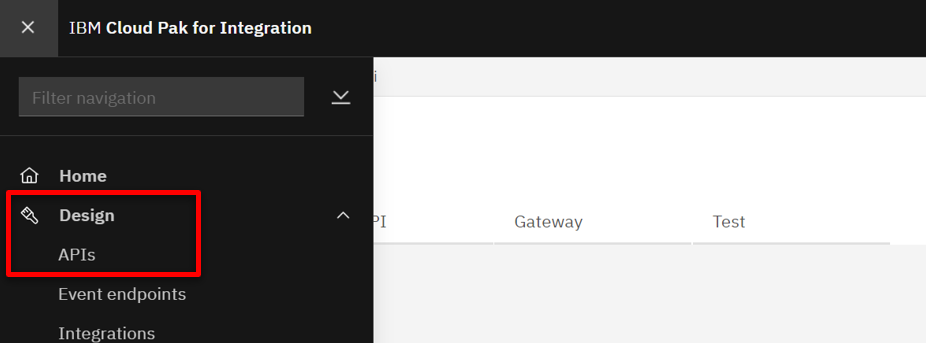 IBM Cloud Pak for Integration
Filter navigation
Home
Design
APIs
Event endpoints
Integrations
Gateway
Test